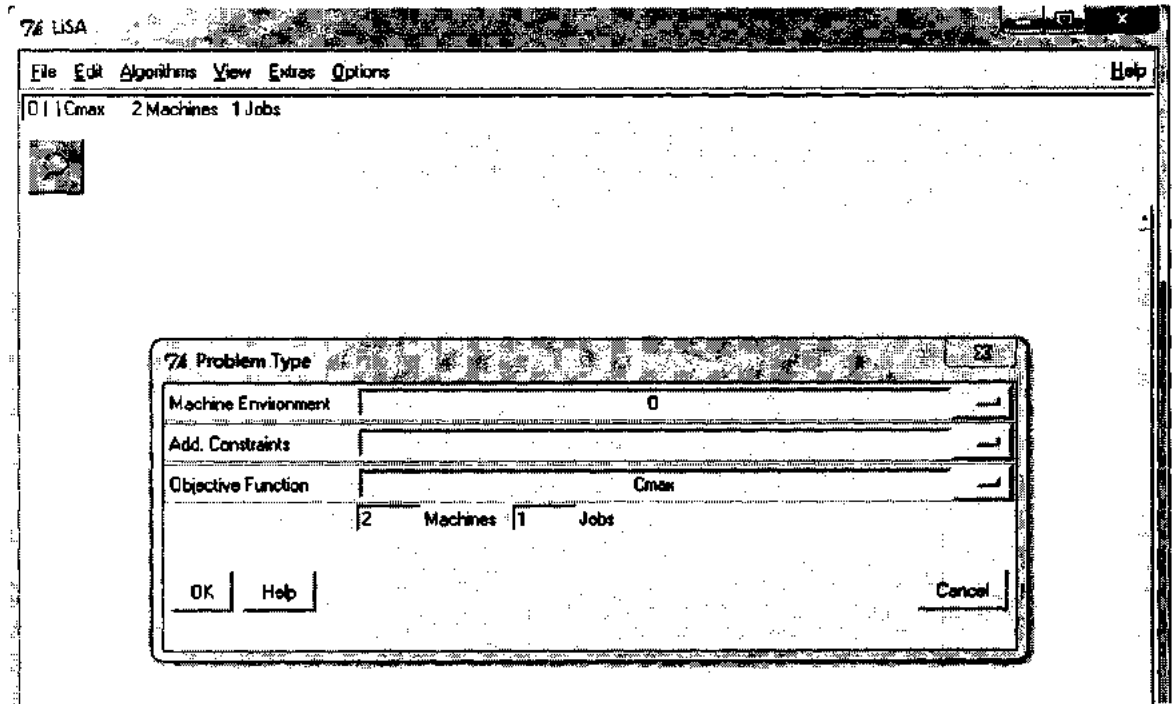 LiSA
File Edit Algorithms View Extras Options Help
O | | Cmax 2 Machines 1 Jobs
Problem Type
Machine Environment O
Add. Constraints
Objective Function Cmax
2 Machines 1 Jobs
OK Help Cancel